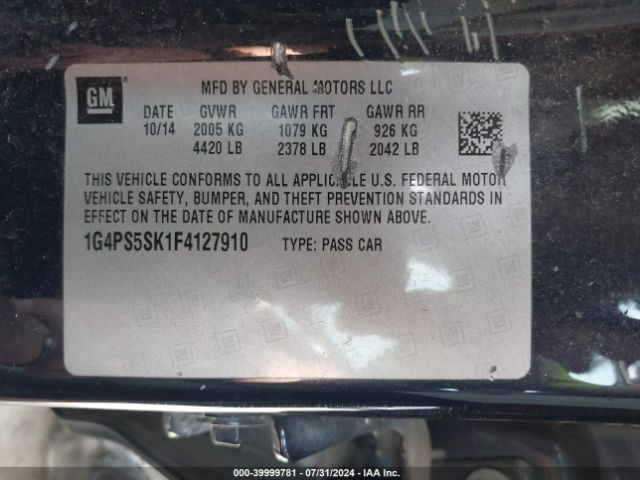 GM
MFD BY GENERAL MOTORS LLC
DATE GVWR GAWR FRT GAWR RR
10/14 2005 KG 1079 KG 926 KG
4420 LB 2378 LB 2042 LB
THIS VEHICLE CONFORMS TO ALL APPLICABLE U.S. FEDERAL MOTOR
VEHICLE SAFETY, BUMPER, AND THEFT PREVENTION STANDARDS IN
EFFECT ON THE DATE OF MANUFACTURE SHOWN ABOVE.
1G4PS5SK1F4127910 TYPE: PASS CAR
000-39999781 / 07/31/2024 - IAA Inc.